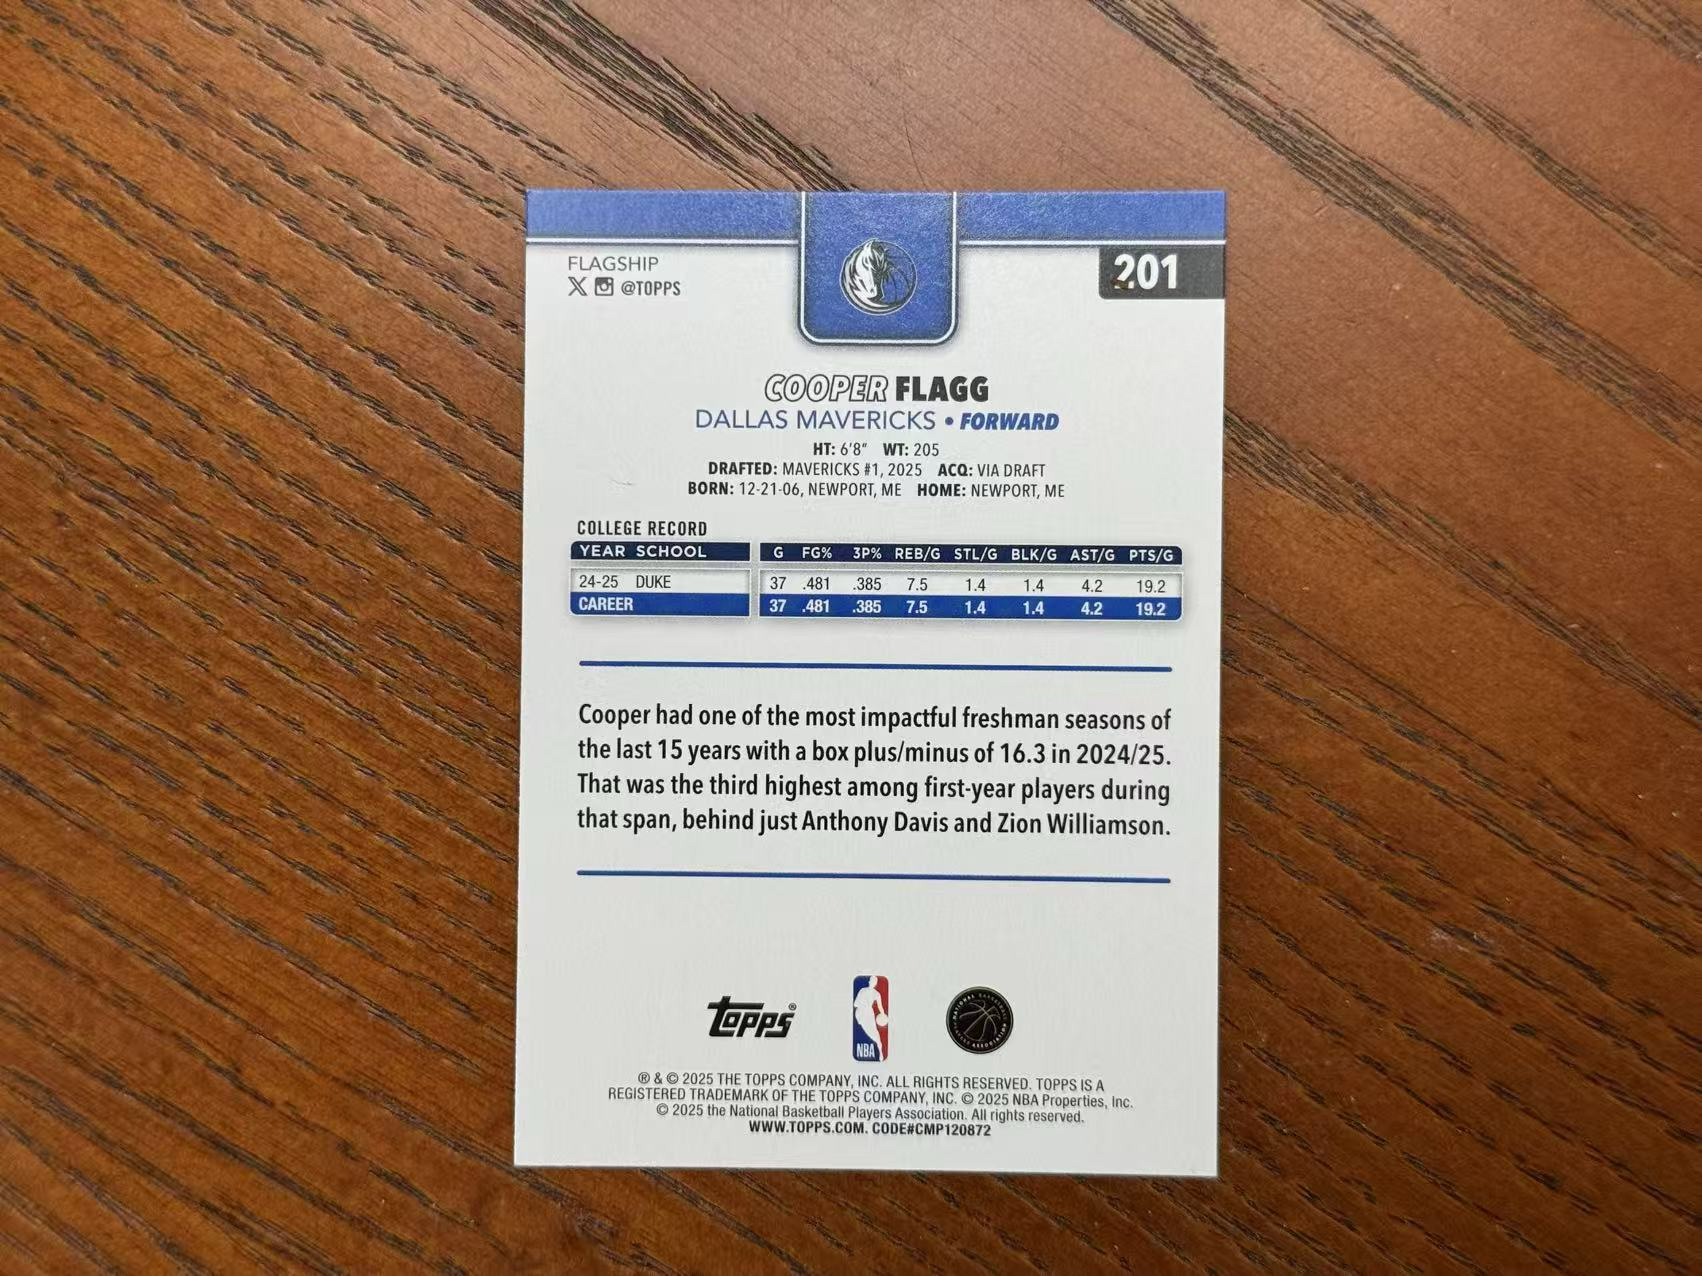 FLAGSHIP
X @TOPPS
201
COOPER FLAGG
DALLAS MAVERICKS • FORWARD
HT: 6'8" WT: 205
DRAFTED: MAVERICKS #1, 2025 ACQ: VIA DRAFT
BORN: 12-21-06, NEWPORT, ME HOME: NEWPORT, ME
COLLEGE RECORD
YEAR SCHOOL G FG% 3P% REB/G STL/G BLK/G AST/G PTS/G
24-25 DUKE 37 .481 .385 7.5 1.4 1.4 4.2 19.2
CAREER 37 .481 .385 7.5 1.4 1.4 4.2 19.2
Cooper had one of the most impactful freshman seasons of
the last 15 years with a box plus/minus of 16.3 in 2024/25.
That was the third highest among first-year players during
that span, behind just Anthony Davis and Zion Williamson.
topps®
NBA
NATIONAL BASKETBALL PLAYERS ASSOCIATION
® & © 2025 THE TOPPS COMPANY, INC. ALL RIGHTS RESERVED. TOPPS IS A
REGISTERED TRADEMARK OF THE TOPPS COMPANY, INC. © 2025 NBA Properties, Inc.
© 2025 the National Basketball Players Association. All rights reserved.
WWW.TOPPS.COM. CODE#CMP120872